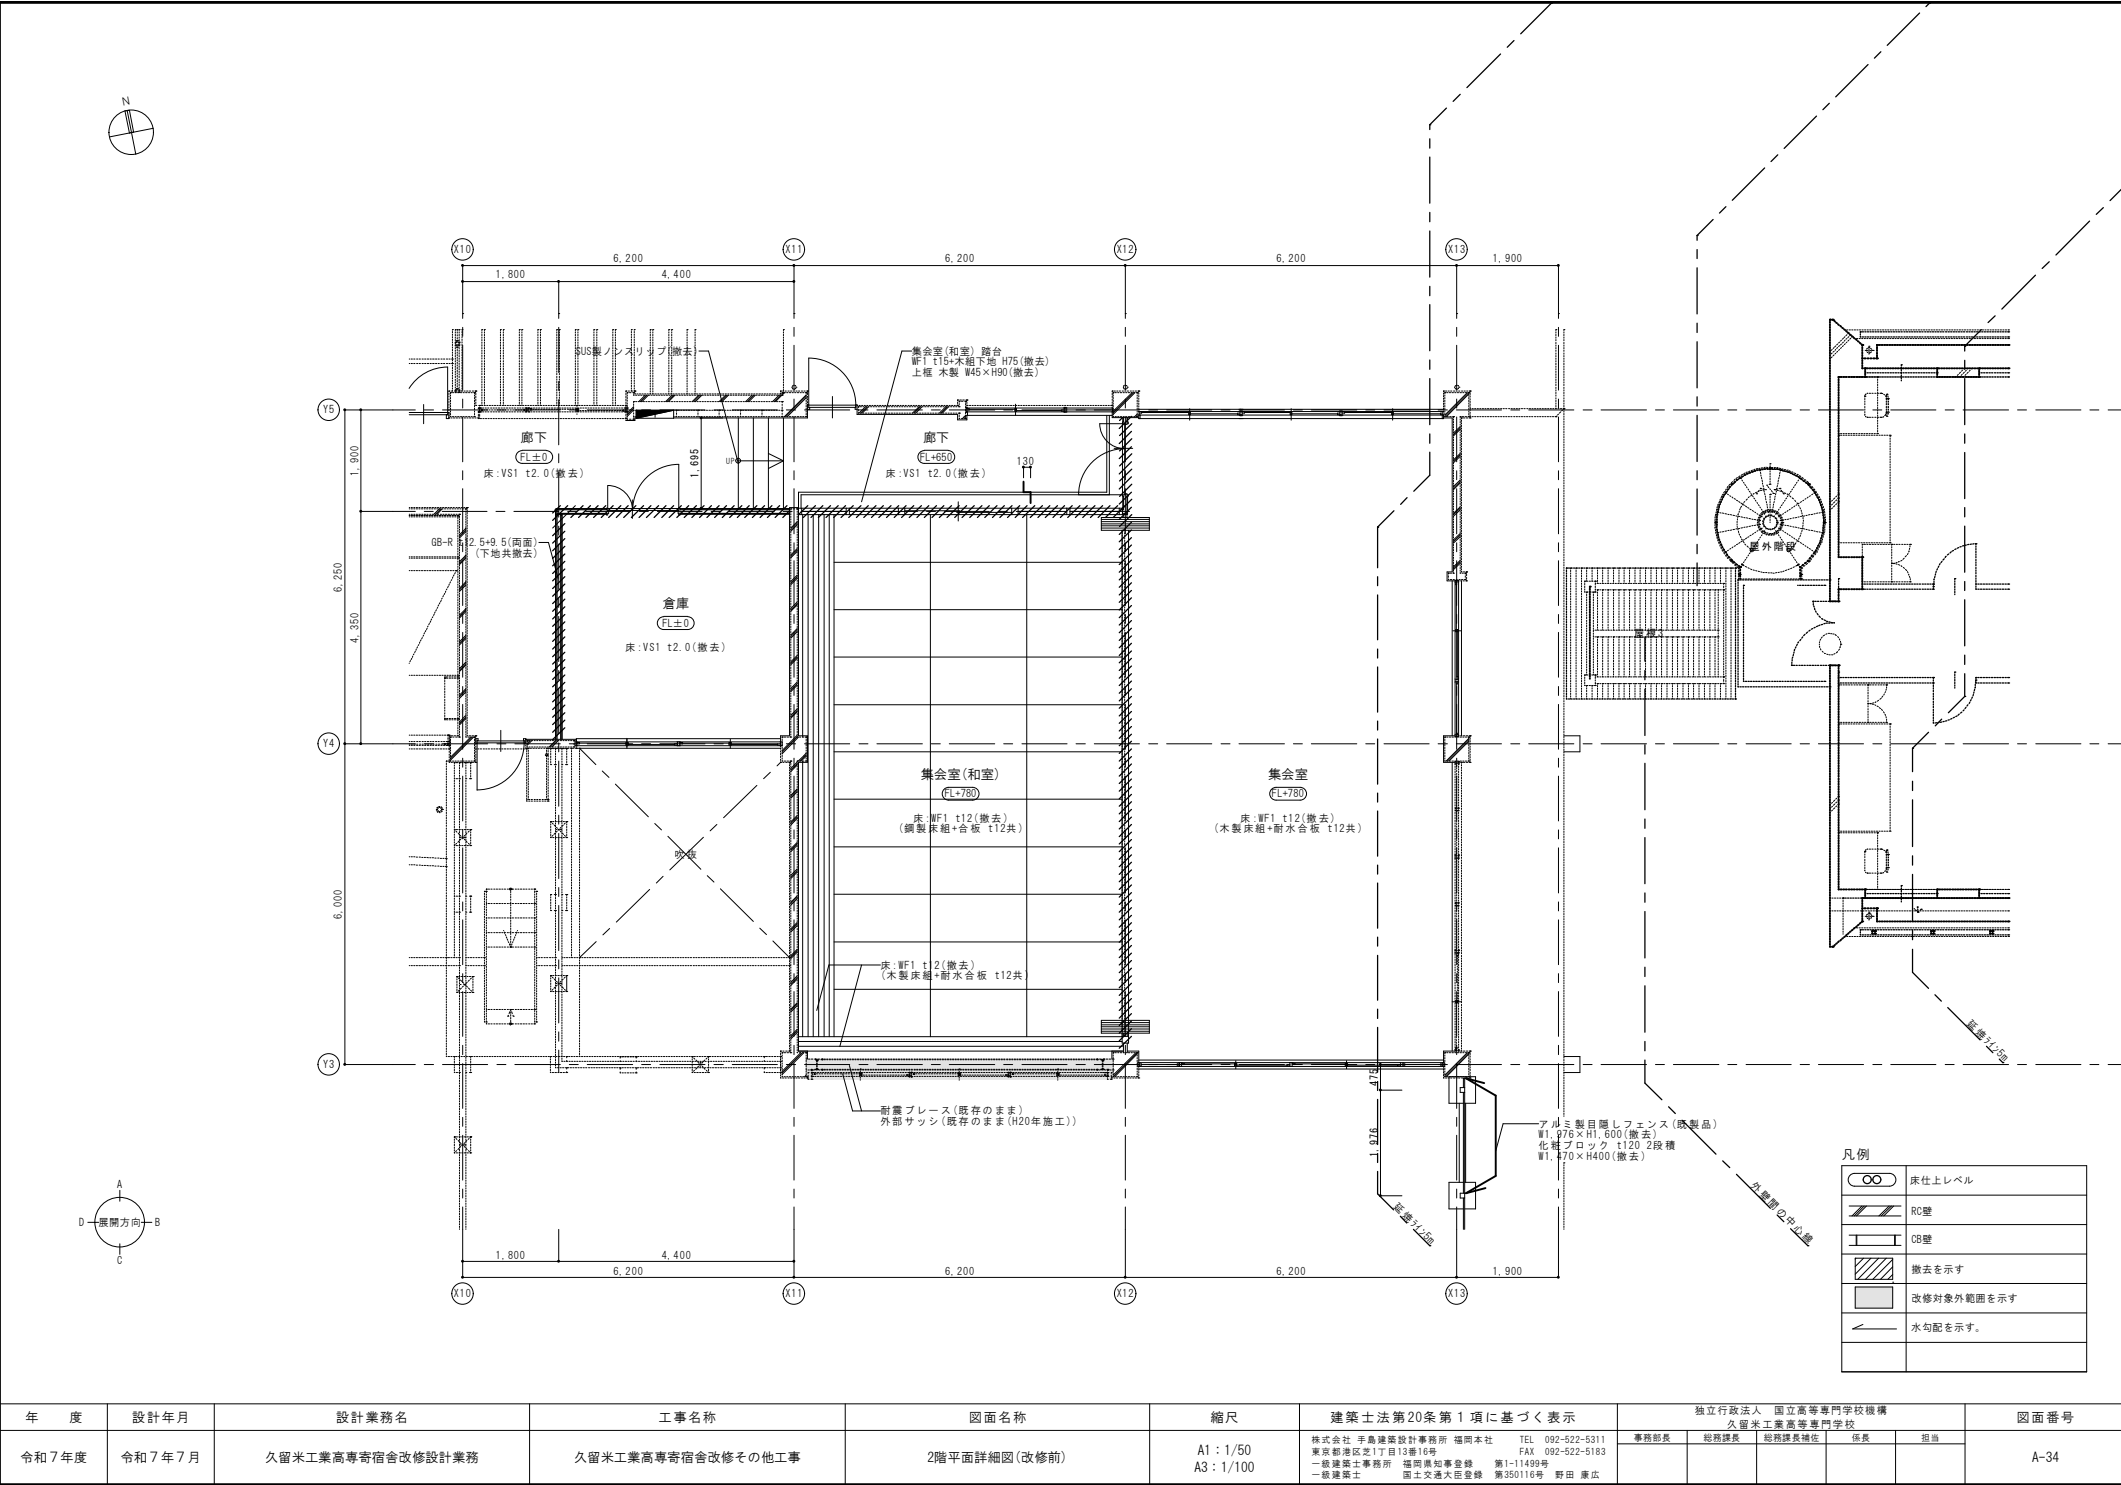 N
X10
X11
X12
X13
6,200
6,200
6,200
1,900
1,800
4,400
SUS製ノンスリップ(撤去)
集会室(和室) 踏台
WF1 t15+木組下地 H75(撤去)
上框 木製 W45×H90(撤去)
Y5
廊下
FL±0
床:VS1 t2.0(撤去)
1,695
UP
廊下
FL+650
床:VS1 t2.0(撤去)
130
1,900
6,250
4,350
GB-R t12.5+9.5(両面)
(下地共撤去)
屋外階段
倉庫
FL±0
床:VS1 t2.0(撤去)
屋根3
Y4
集会室(和室)
FL+780
床:WF1 t12(撤去)
(鋼製床組+合板 t12共)
集会室
FL+780
床:WF1 t12(撤去)
(木製床組+耐水合板 t12共)
吹抜
6,000
床:WF1 t12(撤去)
(木製床組+耐水合板 t12共)
延焼ライン5m
Y3
475
1,976
耐震ブレース(既存のまま)
外部サッシ(既存のまま(H20年施工))
アルミ製目隠しフェンス(既製品)
W1,976×H1,600(撤去)
化粧ブロック t120 2段積
W1,470×H400(撤去)
延焼ライン5m
外壁間の中心線
A
D 展開方向 B
C
1,800
4,400
6,200
6,200
6,200
1,900
X10
X11
X12
X13
凡例
床仕上レベル
RC壁
CB壁
撤去を示す
改修対象外範囲を示す
水勾配を示す。
年 度
設計年月
設計業務名
工事名称
図面名称
縮尺
建築士法第20条第1項に基づく表示
独立行政法人 国立高等専門学校機構
久留米工業高等専門学校
図面番号
令和7年度
令和7年7月
久留米工業高専寄宿舎改修設計業務
久留米工業高専寄宿舎改修その他工事
2階平面詳細図(改修前)
A1:1/50
A3:1/100
株式会社 手島建築設計事務所 福岡本社 TEL 092-522-5311
東京都港区芝1丁目13番16号 FAX 092-522-5183
一級建築士事務所 福岡県知事登録 第1-11499号
一級建築士 国土交通大臣登録 第350116号 野田 康広
事務部長
総務課長
総務課長補佐
係長
担当
A-34